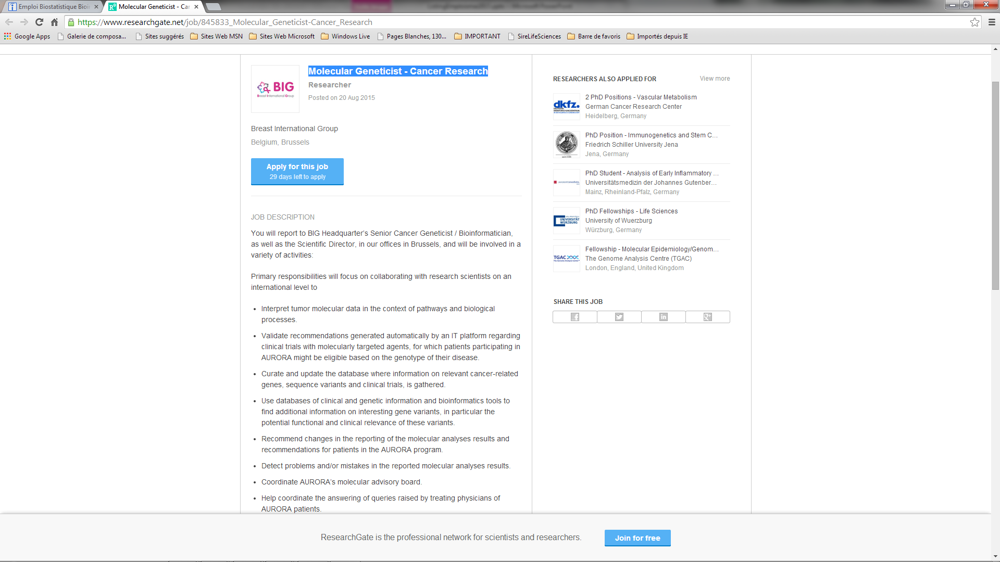 Emploi Biostatistique Bioi
Molecular Geneticist - Can
https://www.researchgate.net/job/845833_Molecular_Geneticist-Cancer_Research
Google Apps
Galerie de composa...
Sites suggérés
Sites Web MSN
Sites Web Microsoft
Windows Live
Pages Blanches, 130...
IMPORTANT
SireLifeSciences
Barre de favoris
Importés depuis IE
BIG
Breast International Group
Molecular Geneticist - Cancer Research
Researcher
Posted on 20 Aug 2015
Breast International Group
Belgium, Brussels
Apply for this job
29 days left to apply
JOB DESCRIPTION
You will report to BIG Headquarter's Senior Cancer Geneticist / Bioinformatician,
as well as the Scientific Director, in our offices in Brussels, and will be involved in a
variety of activities:
Primary responsibilities will focus on collaborating with research scientists on an
international level to
• Interpret tumor molecular data in the context of pathways and biological
processes.
• Validate recommendations generated automatically by an IT platform regarding
clinical trials with molecularly targeted agents, for which patients participating in
AURORA might be eligible based on the genotype of their disease.
• Curate and update the database where information on relevant cancer-related
genes, sequence variants and clinical trials, is gathered.
• Use databases of clinical and genetic information and bioinformatics tools to
find additional information on interesting gene variants, in particular the
potential functional and clinical relevance of these variants.
• Recommend changes in the reporting of the molecular analyses results and
recommendations for patients in the AURORA program.
• Detect problems and/or mistakes in the reported molecular analyses results.
• Coordinate AURORA's molecular advisory board.
• Help coordinate the answering of queries raised by treating physicians of
AURORA patients.
RESEARCHERS ALSO APPLIED FOR
View more
dkfz.
2 PhD Positions - Vascular Metabolism
German Cancer Research Center
Heidelberg, Germany
PhD Position - Immunogenetics and Stem C...
Friedrich Schiller University Jena
Jena, Germany
PhD Student - Analysis of Early Inflammatory ...
Universitätsmedizin der Johannes Gutenber...
Mainz, Rheinland-Pfalz, Germany
UNIVERSITÄT
WÜRZBURG
PhD Fellowships - Life Sciences
University of Wuerzburg
Würzburg, Germany
TGAC
Fellowship - Molecular Epidemiology/Genom...
The Genome Analysis Centre (TGAC)
London, England, United Kingdom
SHARE THIS JOB
ResearchGate is the professional network for scientists and researchers.
Join for free